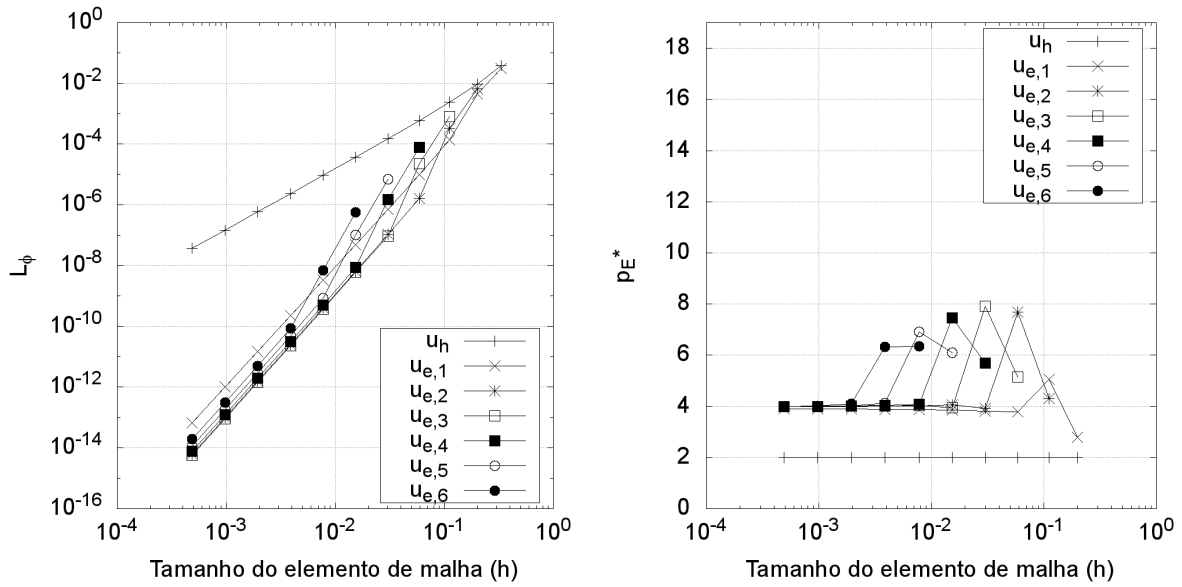 10^0
10^-2
10^-4
10^-6
10^-8
10^-10
10^-12
10^-14
10^-16
L_ϕ
10^-4
10^-3
10^-2
10^-1
10^0
Tamanho do elemento de malha (h)
u_h
u_e,1
u_e,2
u_e,3
u_e,4
u_e,5
u_e,6
18
16
14
12
10
8
6
4
2
0
p_E*
10^-4
10^-3
10^-2
10^-1
10^0
Tamanho do elemento de malha (h)
u_h
u_e,1
u_e,2
u_e,3
u_e,4
u_e,5
u_e,6